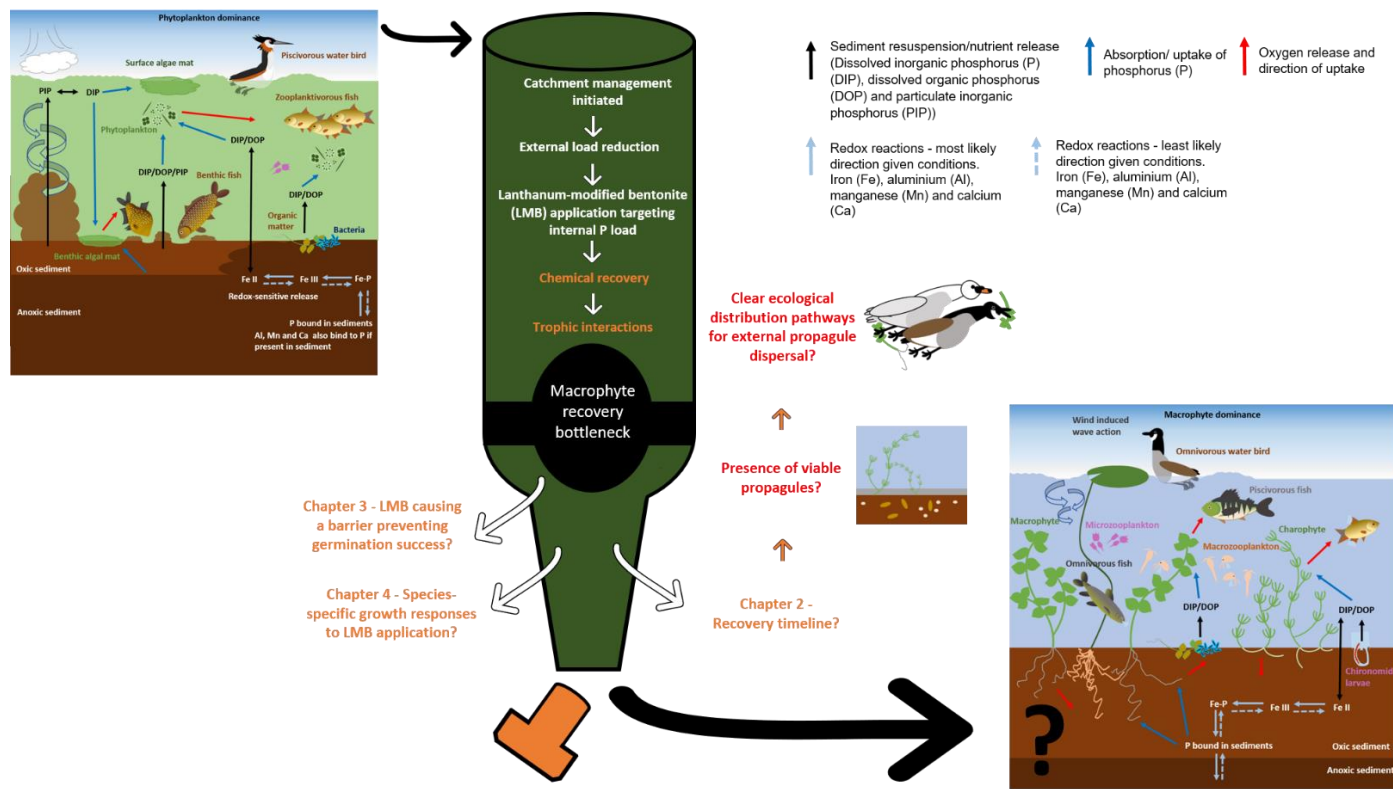 Phytoplankton dominance
Piscivorous water bird
Surface algae mat
PIP
DIP
Zooplanktivorous fish
Phytoplankton
DIP/DOP
DIP/DOP/PIP
Benthic fish
DIP/DOP
Organic
matter
Bacteria
Benthic algal mat
Oxic sediment
Fe II
Fe III
Fe-P
Redox-sensitive release
Anoxic sediment
P bound in sediments
Al, Mn and Ca also bind to P if
present in sediment
Catchment management
initiated
External load reduction
Lanthanum-modified bentonite
(LMB) application targeting
internal P load
Chemical recovery
Trophic interactions
Macrophyte
recovery
bottleneck
Chapter 3 - LMB causing
a barrier preventing
germination success?
Chapter 4 - Species-
specific growth responses
to LMB application?
Chapter 2 -
Recovery timeline?
Presence of viable
propagules?
Clear ecological
distribution pathways
for external propagule
dispersal?
Sediment resuspension/nutrient release
(Dissolved inorganic phosphorus (P)
(DIP), dissolved organic phosphorus
(DOP) and particulate inorganic
phosphorus (PIP))
Absorption/ uptake of
phosphorus (P)
Oxygen release and
direction of uptake
Redox reactions - most likely
direction given conditions.
Iron (Fe), aluminium (Al),
manganese (Mn) and calcium
(Ca)
Redox reactions - least likely
direction given conditions.
Iron (Fe), aluminium (Al),
manganese (Mn) and calcium
(Ca)
Macrophyte dominance
Wind induced
wave action
Omnivorous water bird
Piscivorous fish
Macrophyte
Microzooplankton
Charophyte
Macrozooplankton
Omnivorous fish
DIP/DOP
DIP/DOP
Chironomid
larvae
Fe-P
Fe III
Fe II
P bound in sediments
Oxic sediment
Anoxic sediment
?